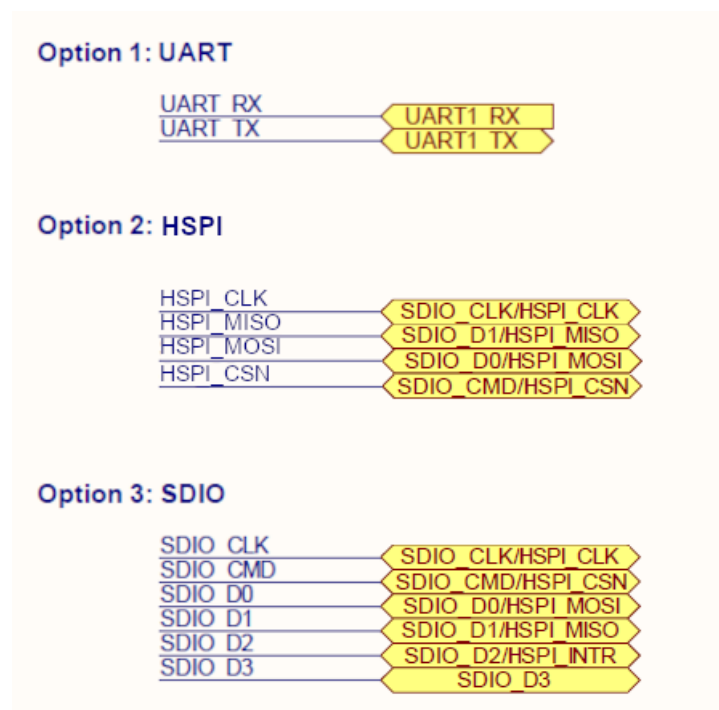 Option 1: UART
UART_RX
UART1_RX
UART_TX
UART1_TX
Option 2: HSPI
HSPI_CLK
SDIO_CLK/HSPI_CLK
HSPI_MISO
SDIO_D1/HSPI_MISO
HSPI_MOSI
SDIO_D0/HSPI_MOSI
HSPI_CSN
SDIO_CMD/HSPI_CSN
Option 3: SDIO
SDIO_CLK
SDIO_CLK/HSPI_CLK
SDIO_CMD
SDIO_CMD/HSPI_CSN
SDIO_D0
SDIO_D0/HSPI_MOSI
SDIO_D1
SDIO_D1/HSPI_MISO
SDIO_D2
SDIO_D2/HSPI_INTR
SDIO_D3
SDIO_D3